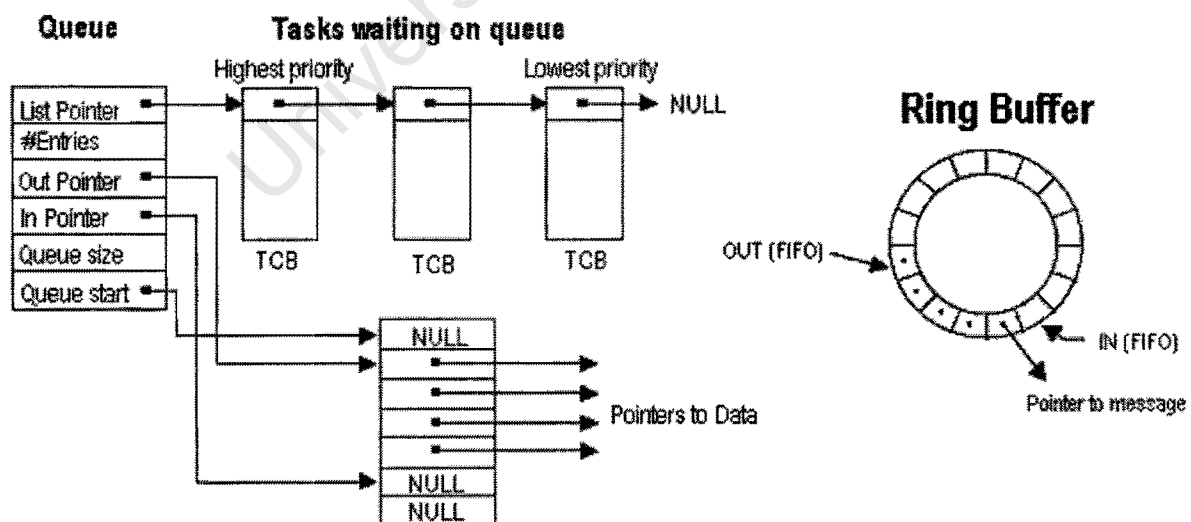 Queue
Tasks waiting on queue
Highest priority
Lowest priority
List Pointer
NULL
#Entries
Out Pointer
In Pointer
Queue size
Queue start
TCB
TCB
TCB
NULL
Pointers to Data
NULL
NULL
Ring Buffer
OUT (FIFO)
IN (FIFO)
Pointer to message
Univers